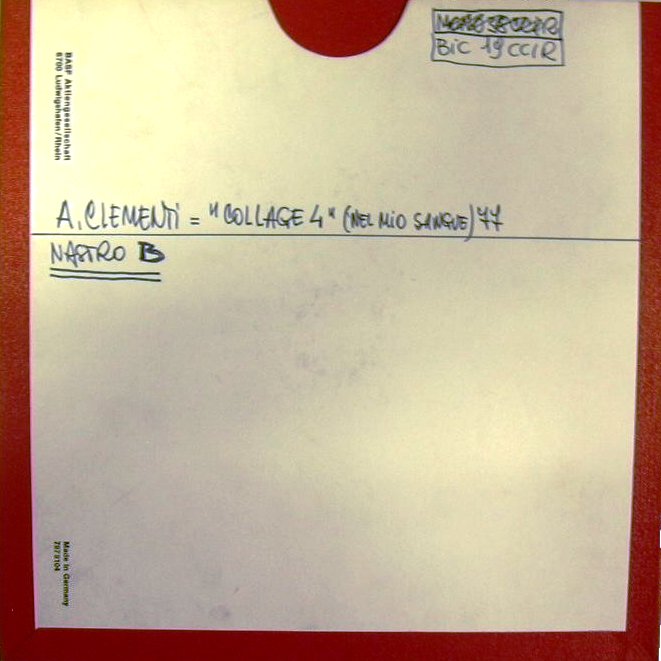 BIC 19 CCIR
BASF Aktiengesellschaft
6700 Ludwigshafen/Rhein
A. CLEMENTI = "COLLAGE 4" (NEL MIO SANGUE) 77
NASTRO B
Made in Germany